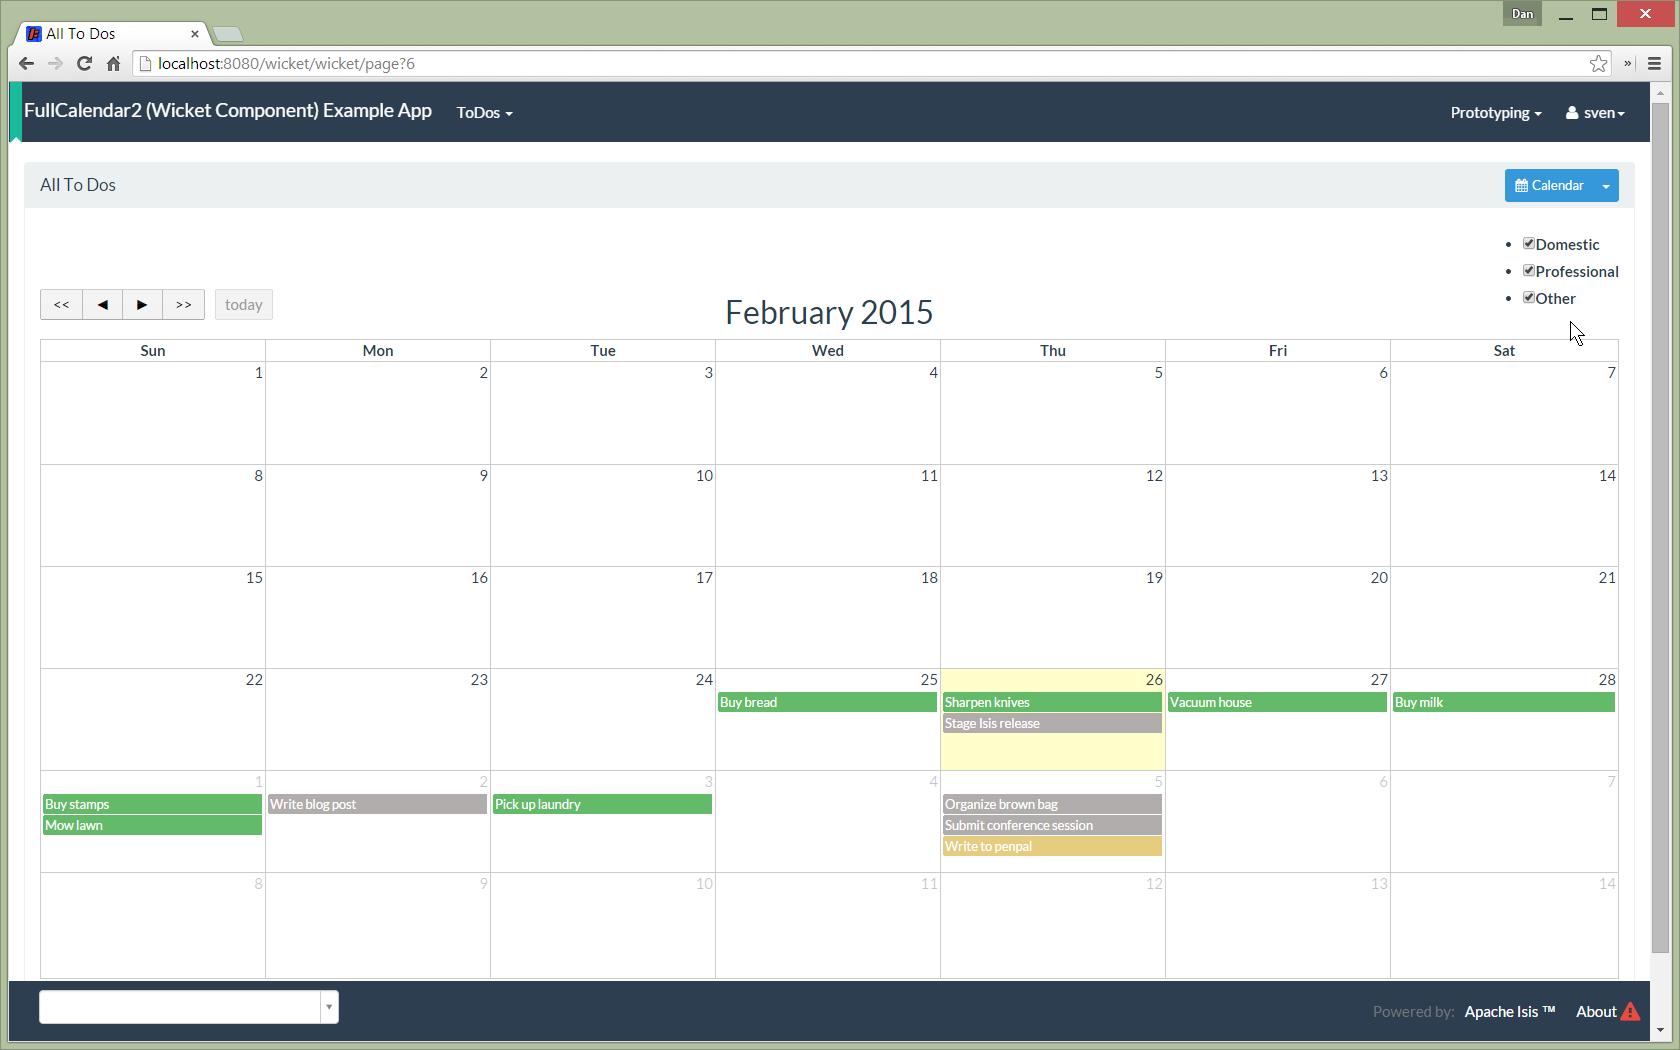 Dan
All To Dos ×
localhost:8080/wicket/wicket/page?6 »
FullCalendar2 (Wicket Component) Example App ToDos Prototyping sven
All To Dos Calendar
Domestic
Professional
Other
<< ◀ ▶ >> today February 2015
Sun Mon Tue Wed Thu Fri Sat
1 2 3 4 5 6 7
8 9 10 11 12 13 14
15 16 17 18 19 20 21
22 23 24 25 26 27 28
Buy bread Sharpen knives Vacuum house Buy milk
Stage Isis release
1 2 3 4 5 6 7
Buy stamps Write blog post Pick up laundry Organize brown bag
Mow lawn Submit conference session
Write to penpal
8 9 10 11 12 13 14
Powered by: Apache Isis ™ About